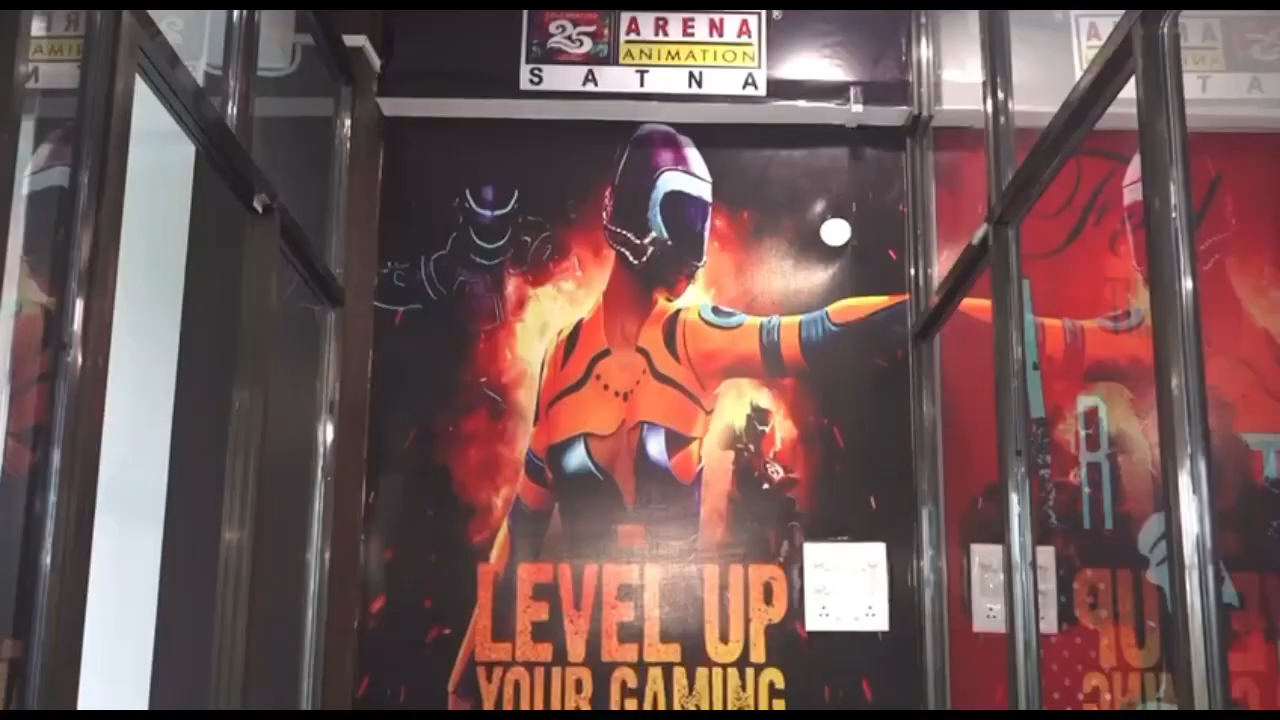 25
ARENA
ANIMATION
SATNA
LEVEL UP
YOUR GAMING